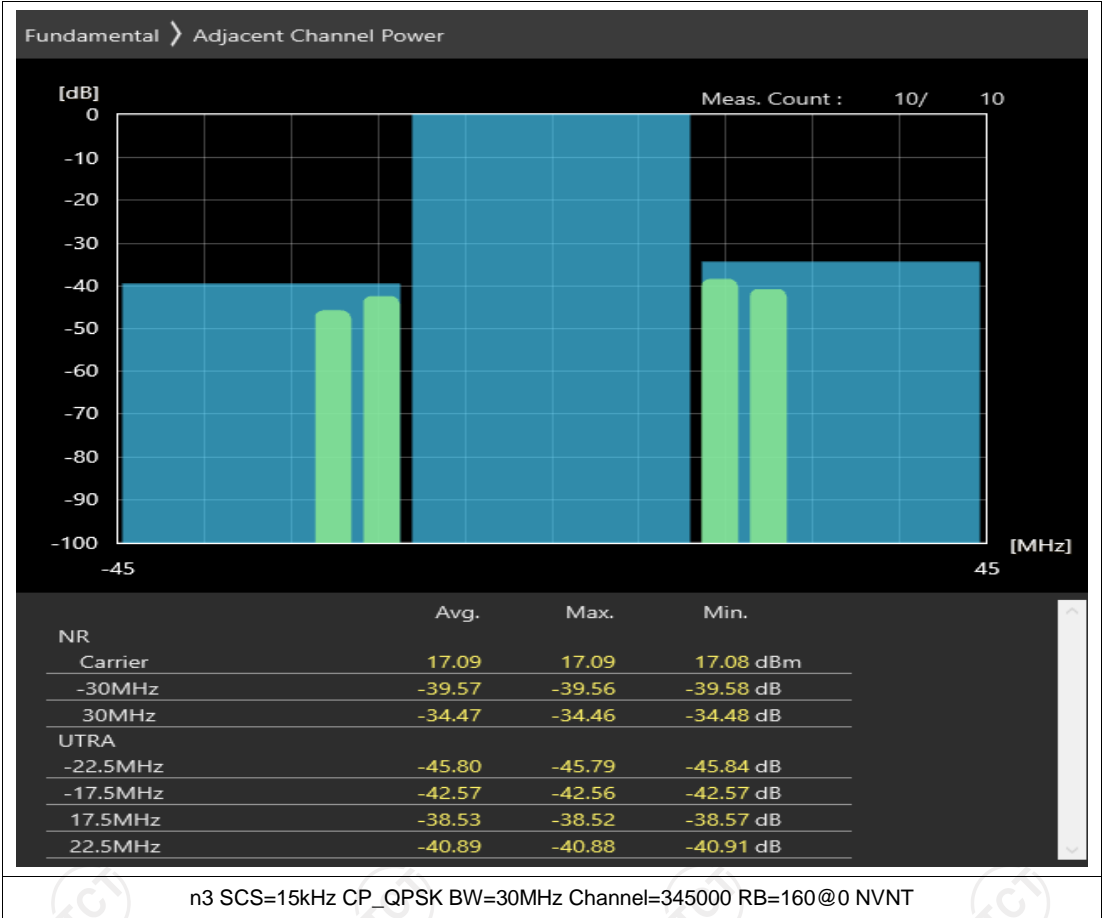 Fundamental ❯ Adjacent Channel Power
[dB]
Meas. Count : 10/ 10
0
-10
-20
-30
-40
-50
-60
-70
-80
-90
-100
[MHz]
-45 45
Avg. Max. Min.
NR
Carrier 17.09 17.09 17.08 dBm
-30MHz -39.57 -39.56 -39.58 dB
30MHz -34.47 -34.46 -34.48 dB
UTRA
-22.5MHz -45.80 -45.79 -45.84 dB
-17.5MHz -42.57 -42.56 -42.57 dB
17.5MHz -38.53 -38.52 -38.57 dB
22.5MHz -40.89 -40.88 -40.91 dB
n3 SCS=15kHz CP_QPSK BW=30MHz Channel=345000 RB=160@0 NVNT
TCT TCT TCT TCT